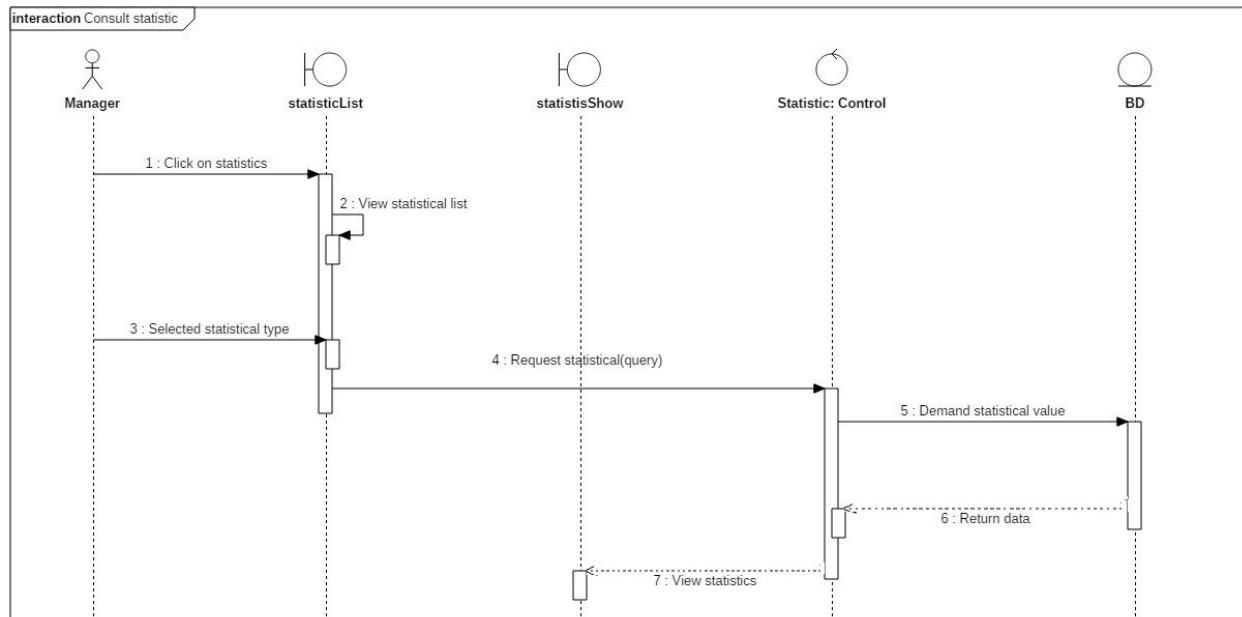 interaction Consult statistic
Manager
statisticList
statistisShow
Statistic: Control
BD
1 : Click on statistics
2 : View statistical list
3 : Selected statistical type
4 : Request statistical(query)
5 : Demand statistical value
6 : Return data
7 : View statistics